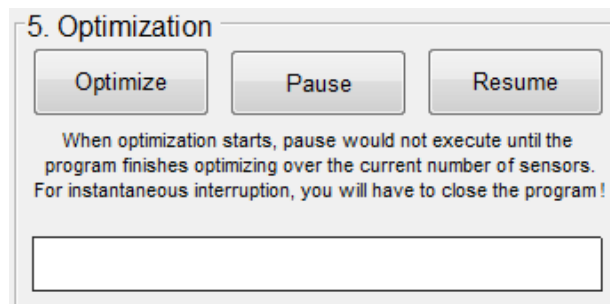 5. Optimization
Optimize Pause Resume
When optimization starts, pause would not execute until the
program finishes optimizing over the current number of sensors.
For instantaneous interruption, you will have to close the program!